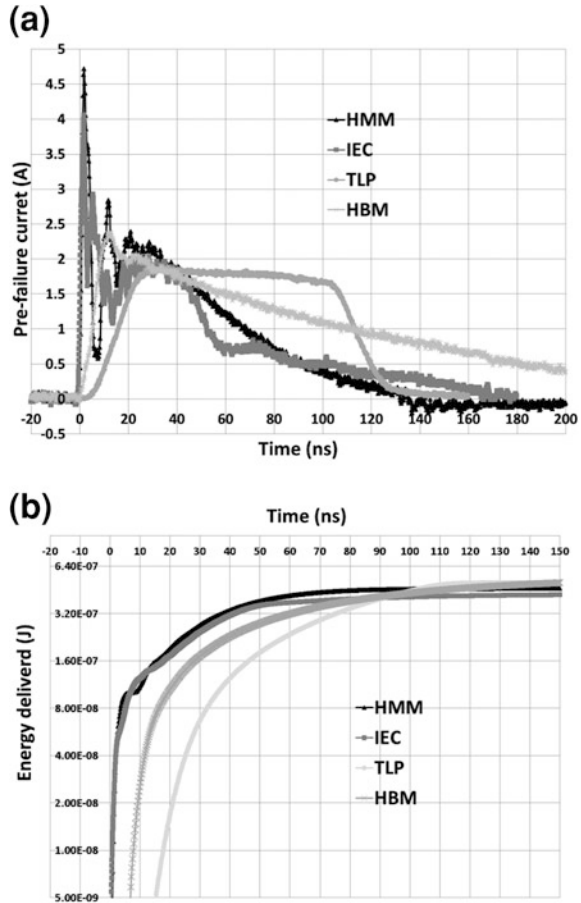 (a)
5
4.5
4
3.5
3
2.5
2
1.5
1
0.5
0
-0.5
Pre-failure curret (A)
HMM
IEC
TLP
HBM
-20 0 20 40 60 80 100 120 140 160 180 200
Time (ns)
(b)
Time (ns)
-20 -10 0 10 20 30 40 50 60 70 80 90 100 110 120 130 140 150
6.40E-07
3.20E-07
1.60E-07
8.00E-08
4.00E-08
2.00E-08
1.00E-08
5.00E-09
Energy deliverd (J)
HMM
IEC
TLP
HBM